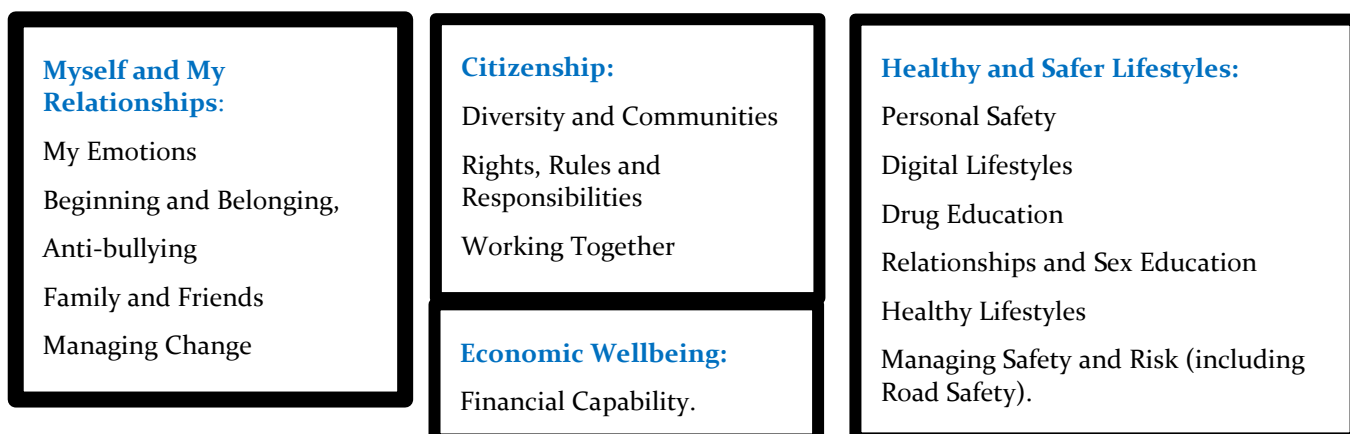 Myself and My
Relationships:
My Emotions
Beginning and Belonging,
Anti-bullying
Family and Friends
Managing Change
Citizenship:
Diversity and Communities
Rights, Rules and
Responsibilities
Working Together
Economic Wellbeing:
Financial Capability.
Healthy and Safer Lifestyles:
Personal Safety
Digital Lifestyles
Drug Education
Relationships and Sex Education
Healthy Lifestyles
Managing Safety and Risk (including
Road Safety).